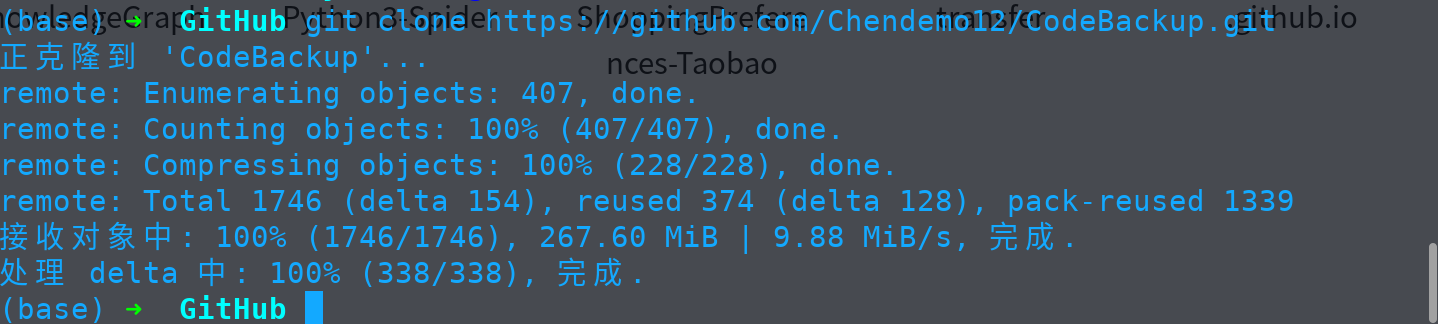 (base) ➜ GitHub git clone https://github.com/Chendemo12/CodeBackup.git
正克隆到 'CodeBackup'...
remote: Enumerating objects: 407, done.
remote: Counting objects: 100% (407/407), done.
remote: Compressing objects: 100% (228/228), done.
remote: Total 1746 (delta 154), reused 374 (delta 128), pack-reused 1339
接收对象中: 100% (1746/1746), 267.60 MiB | 9.88 MiB/s, 完成.
处理 delta 中: 100% (338/338), 完成.
(base) ➜ GitHub
Python3-Spider
ShoppingPrefere
nces-Taobao
transfer
github.io